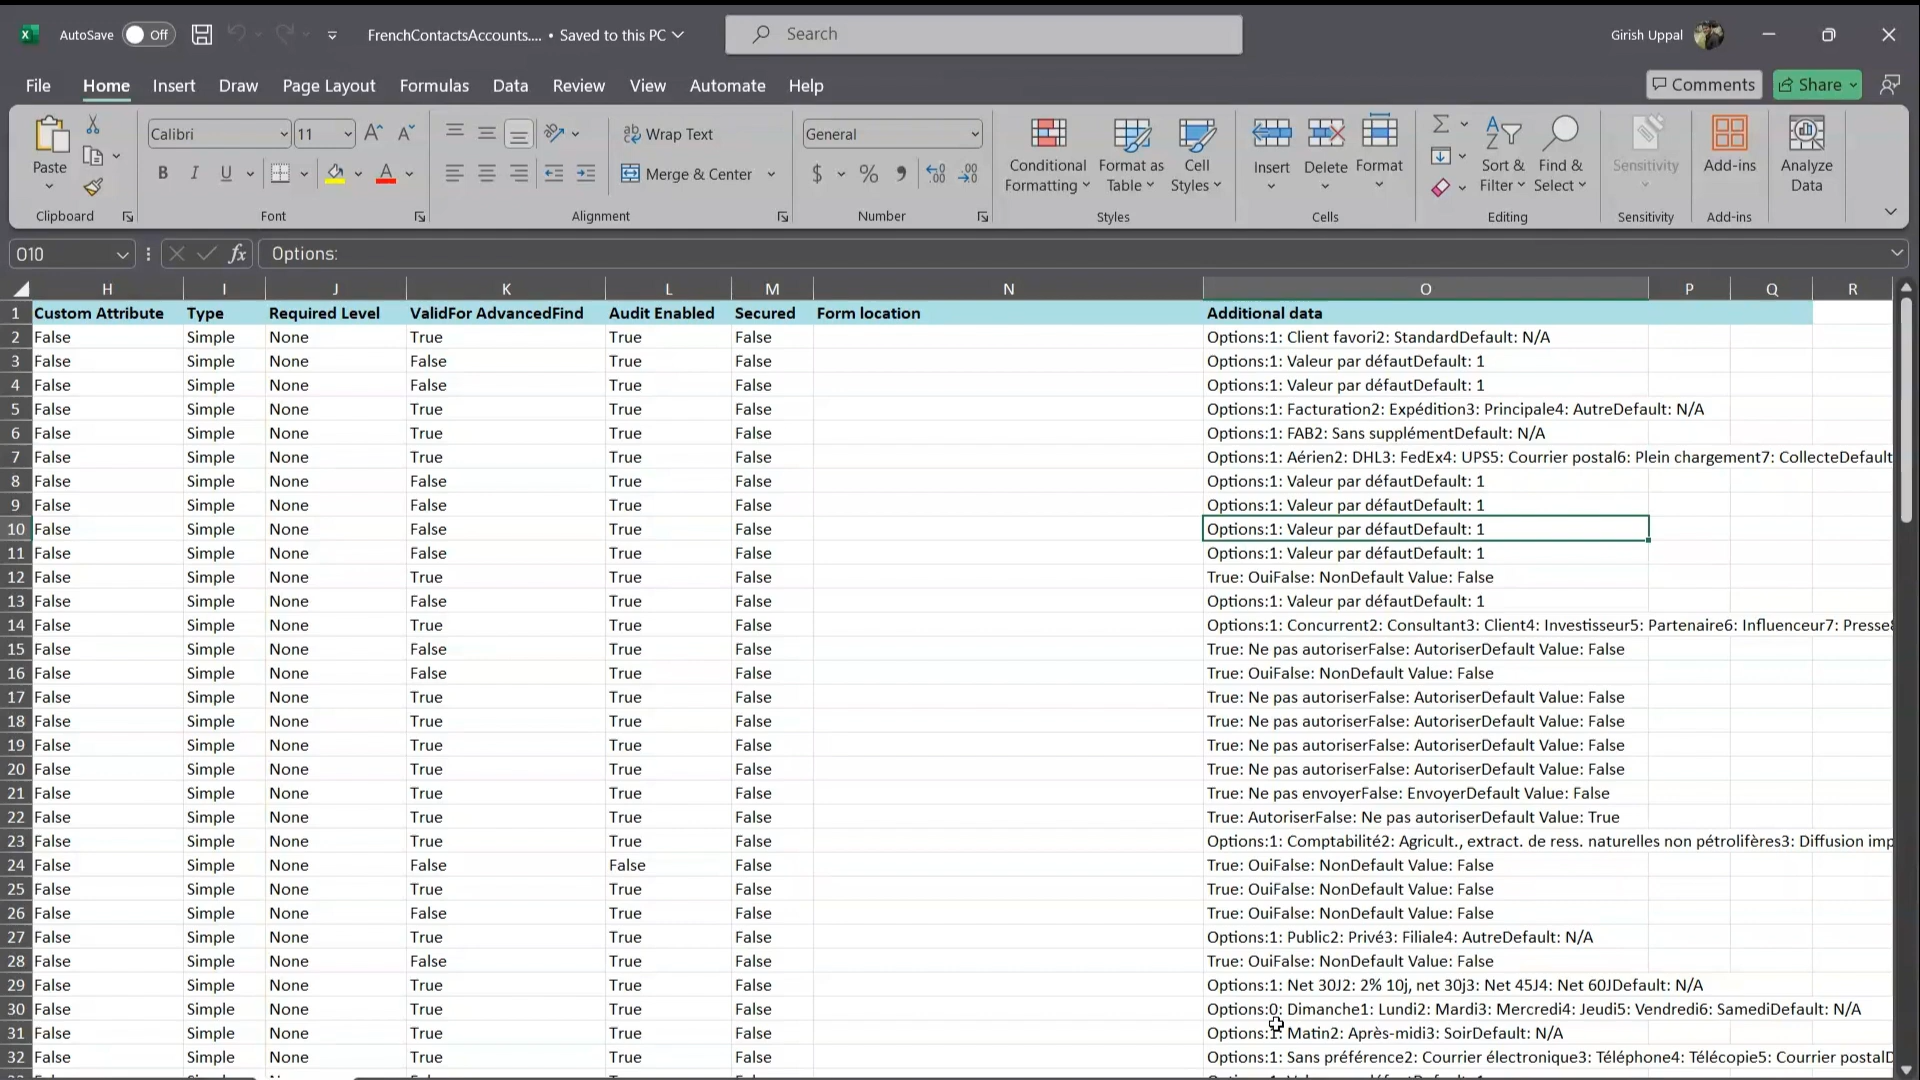 AutoSave Off FrenchContactsAccounts.... • Saved to this PC Search Girish Uppal
File Home Insert Draw Page Layout Formulas Data Review View Automate Help Comments Share
Paste Calibri 11 Wrap Text General Conditional Formatting Format as Table Cell Styles Insert Delete Format Sort & Filter Find & Select Sensitivity Add-ins Analyze Data
B I U Merge & Center $ %
Clipboard Font Alignment Number Styles Cells Editing Sensitivity Add-ins
O10 fx Options:
H I J K L M N O P Q R
1 Custom Attribute Type Required Level ValidFor AdvancedFind Audit Enabled Secured Form location Additional data
2 False Simple None True True False Options:1: Client favori2: StandardDefault: N/A
3 False Simple None False True False Options:1: Valeur par défautDefault: 1
4 False Simple None False True False Options:1: Valeur par défautDefault: 1
5 False Simple None True True False Options:1: Facturation2: Expédition3: Principale4: AutreDefault: N/A
6 False Simple None True True False Options:1: FAB2: Sans supplémentDefault: N/A
7 False Simple None True True False Options:1: Aérien2: DHL3: FedEx4: UPS5: Courrier postal6: Plein chargement7: CollecteDefault
8 False Simple None False True False Options:1: Valeur par défautDefault: 1
9 False Simple None False True False Options:1: Valeur par défautDefault: 1
10 False Simple None False True False Options:1: Valeur par défautDefault: 1
11 False Simple None False True False Options:1: Valeur par défautDefault: 1
12 False Simple None True True False True: OuiFalse: NonDefault Value: False
13 False Simple None False True False Options:1: Valeur par défautDefault: 1
14 False Simple None True True False Options:1: Concurrent2: Consultant3: Client4: Investisseur5: Partenaire6: Influenceur7: Presse
15 False Simple None False True False True: Ne pas autoriserFalse: AutoriserDefault Value: False
16 False Simple None False True False True: OuiFalse: NonDefault Value: False
17 False Simple None True True False True: Ne pas autoriserFalse: AutoriserDefault Value: False
18 False Simple None True True False True: Ne pas autoriserFalse: AutoriserDefault Value: False
19 False Simple None True True False True: Ne pas autoriserFalse: AutoriserDefault Value: False
20 False Simple None True True False True: Ne pas autoriserFalse: AutoriserDefault Value: False
21 False Simple None True True False True: Ne pas envoyerFalse: EnvoyerDefault Value: False
22 False Simple None True True False True: AutoriserFalse: Ne pas autoriserDefault Value: True
23 False Simple None True True False Options:1: Comptabilité2: Agricult., extract. de ress. naturelles non pétrolifères3: Diffusion imp
24 False Simple None False False False True: OuiFalse: NonDefault Value: False
25 False Simple None True True False True: OuiFalse: NonDefault Value: False
26 False Simple None False True False True: OuiFalse: NonDefault Value: False
27 False Simple None True True False Options:1: Public2: Privé3: Filiale4: AutreDefault: N/A
28 False Simple None False True False True: OuiFalse: NonDefault Value: False
29 False Simple None True True False Options:1: Net 30J2: 2% 10j, net 30j3: Net 45J4: Net 60JDefault: N/A
30 False Simple None True True False Options:0: Dimanche1: Lundi2: Mardi3: Mercredi4: Jeudi5: Vendredi6: SamediDefault: N/A
31 False Simple None True True False Options:1: Matin2: Après-midi3: SoirDefault: N/A
32 False Simple None True True False Options:1: Sans préférence2: Courrier électronique3: Téléphone4: Télécopie5: Courrier postalD